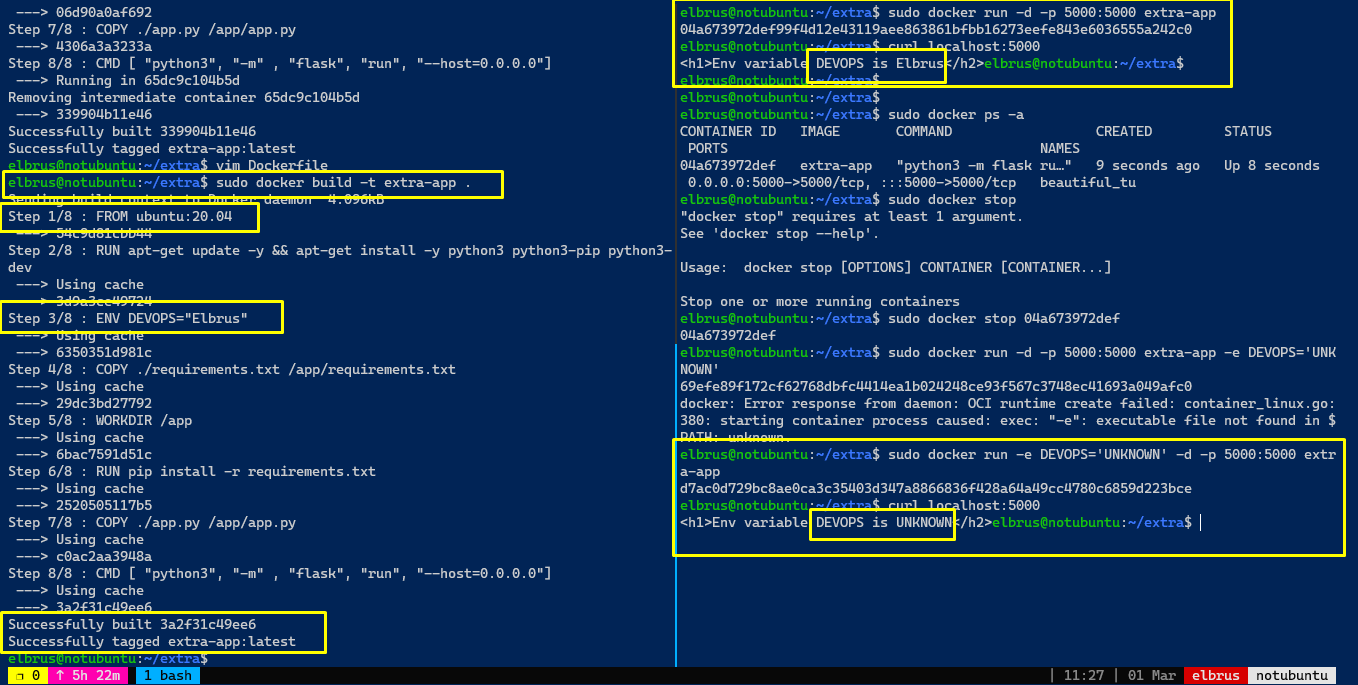 ---> 06d90a0af692
Step 7/8 : COPY ./app.py /app/app.py
---> 4306a3a3233a
Step 8/8 : CMD [ "python3", "-m" , "flask", "run", "--host=0.0.0.0"]
---> Running in 65dc9c104b5d
Removing intermediate container 65dc9c104b5d
---> 339904b11e46
Successfully built 339904b11e46
Successfully tagged extra-app:latest
elbrus@notubuntu:~/extra$ vim Dockerfile
elbrus@notubuntu:~/extra$ sudo docker build -t extra-app .
Sending build context to Docker daemon  4.096kB
Step 1/8 : FROM ubuntu:20.04
---> 54c9d81cbb44
Step 2/8 : RUN apt-get update -y && apt-get install -y python3 python3-pip python3-
dev
---> Using cache
---> 3d9a3ce49724
Step 3/8 : ENV DEVOPS="Elbrus"
---> Using cache
---> 6350351d981c
Step 4/8 : COPY ./requirements.txt /app/requirements.txt
---> Using cache
---> 29dc3bd27792
Step 5/8 : WORKDIR /app
---> Using cache
---> 6bac7591d51c
Step 6/8 : RUN pip install -r requirements.txt
---> Using cache
---> 2520505117b5
Step 7/8 : COPY ./app.py /app/app.py
---> Using cache
---> c0ac2aa3948a
Step 8/8 : CMD [ "python3", "-m" , "flask", "run", "--host=0.0.0.0"]
---> Using cache
---> 3a2f31c49ee6
Successfully built 3a2f31c49ee6
Successfully tagged extra-app:latest
elbrus@notubuntu:~/extra$
elbrus@notubuntu:~/extra$ sudo docker run -d -p 5000:5000 extra-app
04a673972def99f4d12e43119aee863861bfbb16273eefe843e6036555a242c0
elbrus@notubuntu:~/extra$ curl localhost:5000
<h1>Env variable DEVOPS is Elbrus</h2>elbrus@notubuntu:~/extra$
elbrus@notubuntu:~/extra$
elbrus@notubuntu:~/extra$
elbrus@notubuntu:~/extra$ sudo docker ps -a
CONTAINER ID   IMAGE       COMMAND                  CREATED         STATUS
PORTS                                       NAMES
04a673972def   extra-app   "python3 -m flask ru…"   9 seconds ago   Up 8 seconds
0.0.0.0:5000->5000/tcp, :::5000->5000/tcp   beautiful_tu
elbrus@notubuntu:~/extra$ sudo docker stop
"docker stop" requires at least 1 argument.
See 'docker stop --help'.
Usage:  docker stop [OPTIONS] CONTAINER [CONTAINER...]
Stop one or more running containers
elbrus@notubuntu:~/extra$ sudo docker stop 04a673972def
04a673972def
elbrus@notubuntu:~/extra$ sudo docker run -d -p 5000:5000 extra-app -e DEVOPS='UNK
NOWN'
69efe89f172cf62768dbfc4414ea1b024248ce93f567c3748ec41693a049afc0
docker: Error response from daemon: OCI runtime create failed: container_linux.go:
380: starting container process caused: exec: "-e": executable file not found in $
PATH: unknown.
elbrus@notubuntu:~/extra$ sudo docker run -e DEVOPS='UNKNOWN' -d -p 5000:5000 extr
a-app
d7ac0d729bc8ae0ca3c35403d347a8866836f428a64a49cc4780c6859d223bce
elbrus@notubuntu:~/extra$ curl localhost:5000
<h1>Env variable DEVOPS is UNKNOWN</h2>elbrus@notubuntu:~/extra$
❐ 0 ↑ 5h 22m 1 bash | 11:27 | 01 Mar elbrus notubuntu